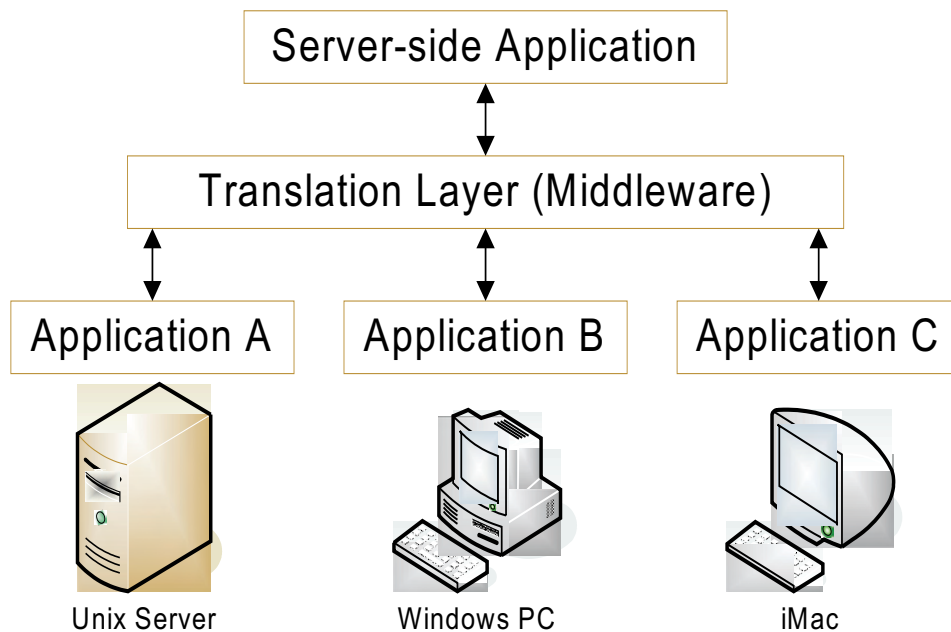 Server-side Application
Translation Layer (Middleware)
Application A
Application B
Application C
Unix Server
Windows PC
iMac